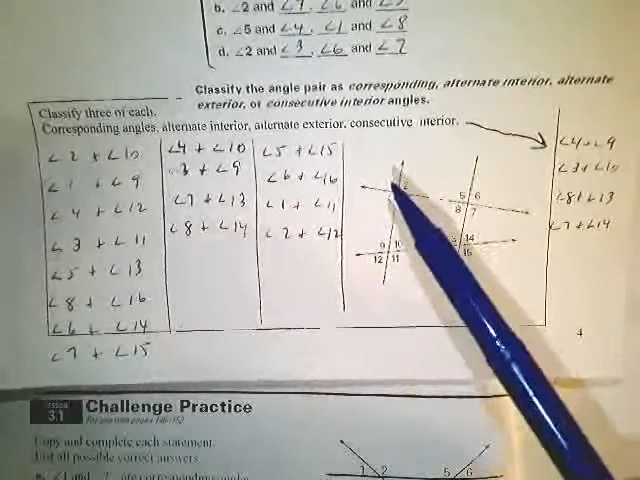 b. ∠2 and ∠7, ∠6 and
c. ∠5 and ∠4, ∠1 and ∠8
d. ∠2 and ∠3, ∠6 and ∠7
Classify the angle pair as corresponding, alternate interior, alternate
exterior, or consecutive interior angles.
Classify three of each.
Corresponding angles, alternate interior, alternate exterior, consecutive interior.
∠2 + ∠10
∠1 + ∠9
∠4 + ∠12
∠3 + ∠11
∠5 + ∠13
∠8 + ∠16
∠6 + ∠14
∠7 + ∠15
∠4 + ∠10
∠3 + ∠9
∠7 + ∠13
∠8 + ∠14
∠5 + ∠15
∠6 + ∠16
∠1 + ∠11
∠2 + ∠12
5 6
8 7
9 10
12 11
14
15
∠4 + ∠9
∠3 + ∠10
∠8 + ∠13
∠7 + ∠14
4
3.1 Challenge Practice
Copy and complete each statement.
List all possible correct answers.
are corresponding angles
1 2
5 6